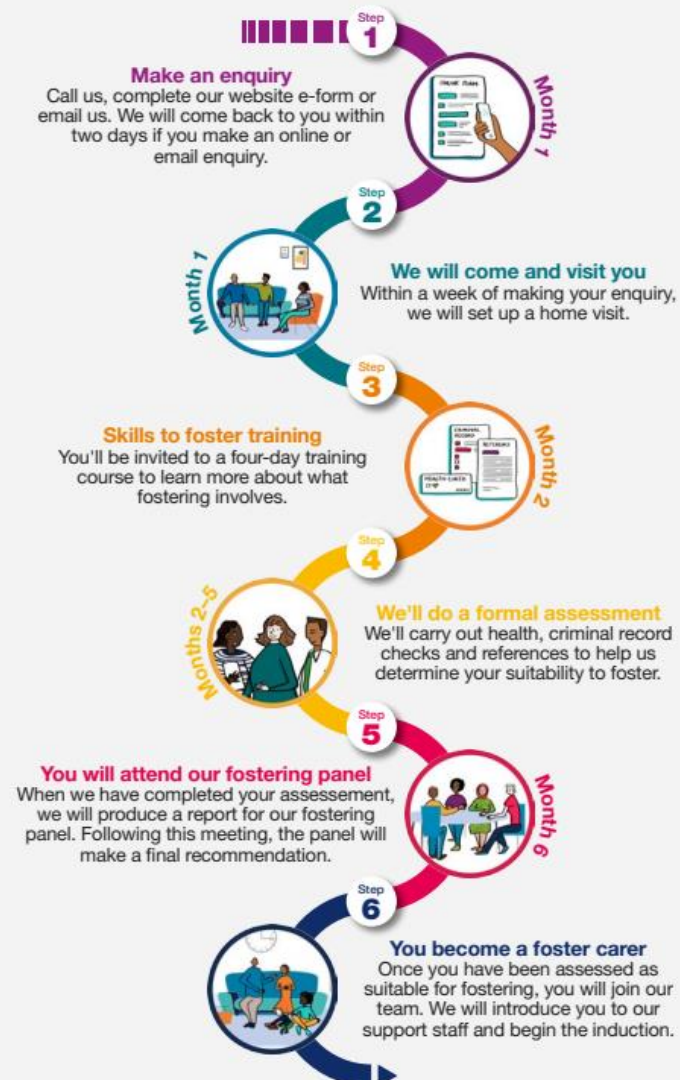 Step
1
Make an enquiry
Call us, complete our website e-form or
email us. We will come back to you within
two days if you make an online or
email enquiry.
ONLINE FORM
Month 1
Step
2
Month 1
We will come and visit you
Within a week of making your enquiry,
we will set up a home visit.
Step
3
Skills to foster training
You'll be invited to a four-day training
course to learn more about what
fostering involves.
CRIMINAL
RECORD
REFERENCES
HEALTH CHECK
Month 2
Step
4
Months 2–5
We'll do a formal assessment
We'll carry out health, criminal record
checks and references to help us
determine your suitability to foster.
Step
5
You will attend our fostering panel
When we have completed your assessement,
we will produce a report for our fostering
panel. Following this meeting, the panel will
make a final recommendation.
Month 6
Step
6
You become a foster carer
Once you have been assessed as
suitable for fostering, you will join our
team. We will introduce you to our
support staff and begin the induction.